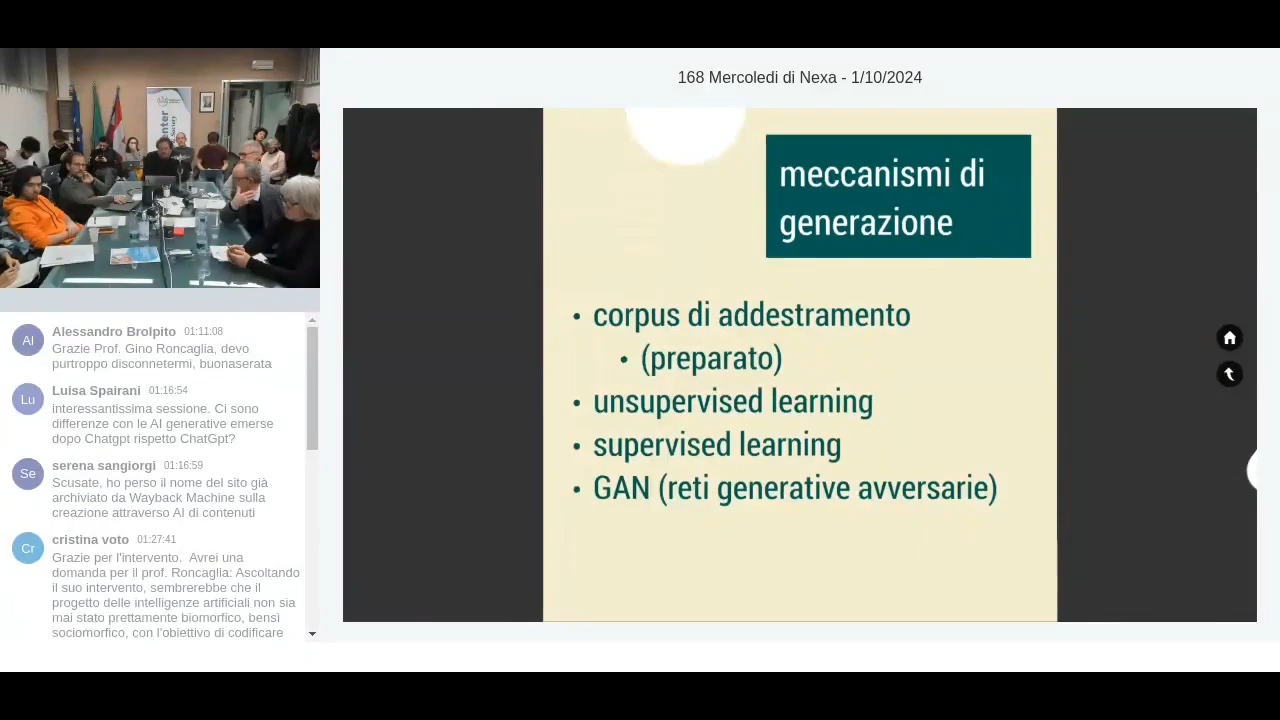 168 Mercoledi di Nexa - 1/10/2024
meccanismi di
generazione
• corpus di addestramento
• (preparato)
• unsupervised learning
• supervised learning
• GAN (reti generative avversarie)
Al
Alessandro Brolpito 01:11:08
Grazie Prof. Gino Roncaglia, devo
purtroppo disconnetermi, buonaserata
Lu
Luisa Spairani 01:16:54
interessantissima sessione. Ci sono
differenze con le AI generative emerse
dopo Chatgpt rispetto ChatGpt?
Se
serena sangiorgi 01:16:59
Scusate, ho perso il nome del sito già
archiviato da Wayback Machine sulla
creazione attraverso AI di contenuti
Cr
cristina voto 01:27:41
Grazie per l'intervento. Avrei una
domanda per il prof. Roncaglia: Ascoltando
il suo intervento, sembrerebbe che il
progetto delle intelligenze artificiali non sia
mai stato prettamente biomorfico, bensì
sociomorfico, con l'obiettivo di codificare